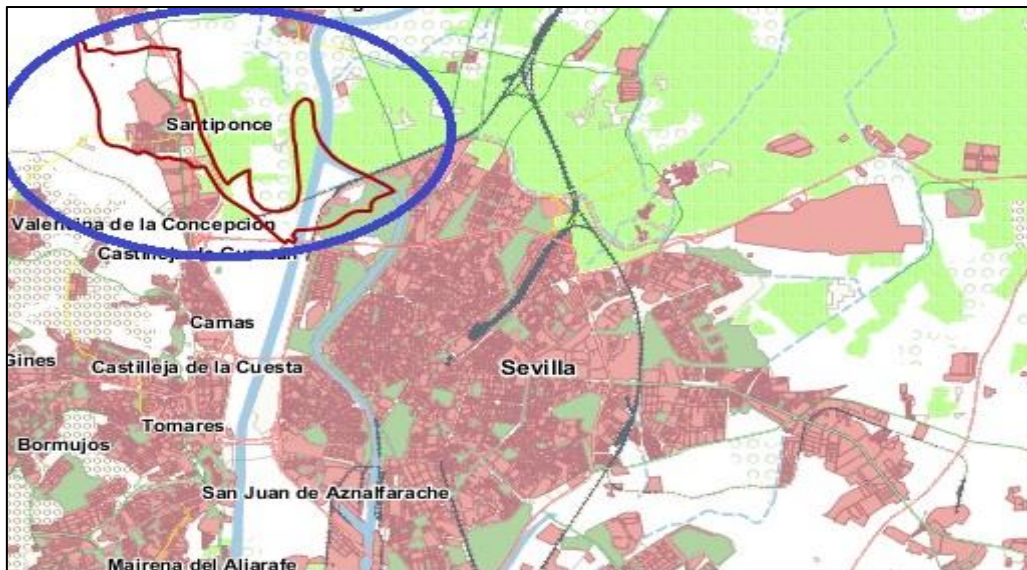 Santiponce
Valencina de la Concepción
Camas
Gines
Castilleja de la Cuesta
Sevilla
Tomares
Bormujos
San Juan de Aznalfarache
Mairena del Aljarafe